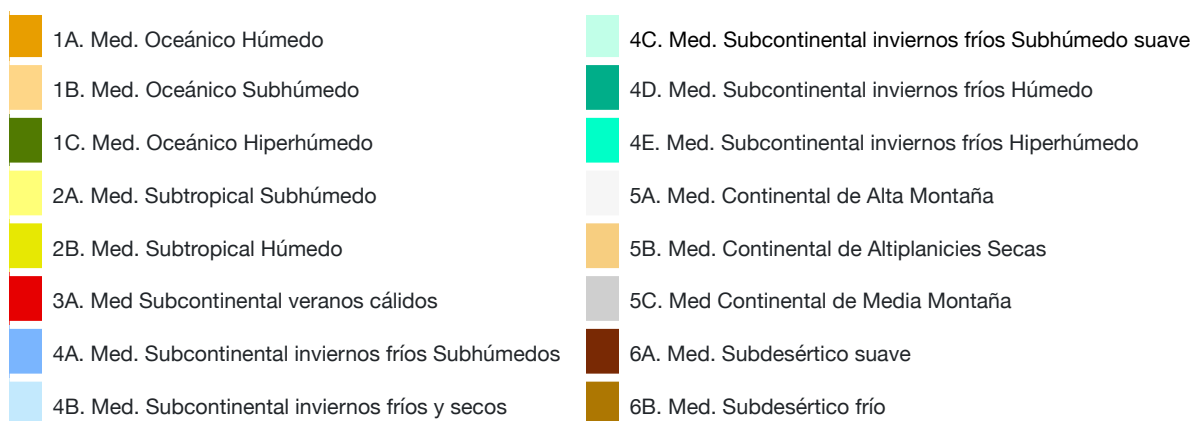 1A. Med. Oceánico Húmedo
1B. Med. Oceánico Subhúmedo
1C. Med. Oceánico Hiperhúmedo
2A. Med. Subtropical Subhúmedo
2B. Med. Subtropical Húmedo
3A. Med Subcontinental veranos cálidos
4A. Med. Subcontinental inviernos fríos Subhúmedos
4B. Med. Subcontinental inviernos fríos y secos
4C. Med. Subcontinental inviernos fríos Subhúmedo suave
4D. Med. Subcontinental inviernos fríos Húmedo
4E. Med. Subcontinental inviernos fríos Hiperhúmedo
5A. Med. Continental de Alta Montaña
5B. Med. Continental de Altiplanicies Secas
5C. Med Continental de Media Montaña
6A. Med. Subdesértico suave
6B. Med. Subdesértico frío